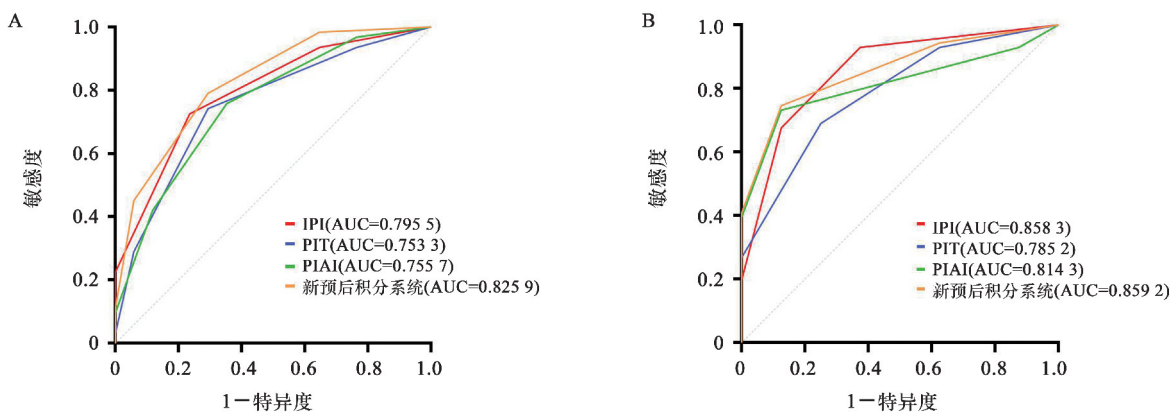 A
1.0
0.8
0.6
0.4
0.2
0
敏感度
IPI(AUC=0.795 5)
PIT(AUC=0.753 3)
PIAI(AUC=0.755 7)
新预后积分系统(AUC=0.825 9)
0 0.2 0.4 0.6 0.8 1.0
1－特异度
B
1.0
0.8
0.6
0.4
0.2
0
敏感度
IPI(AUC=0.858 3)
PIT(AUC=0.785 2)
PIAI(AUC=0.814 3)
新预后积分系统(AUC=0.859 2)
0 0.2 0.4 0.6 0.8 1.0
1－特异度